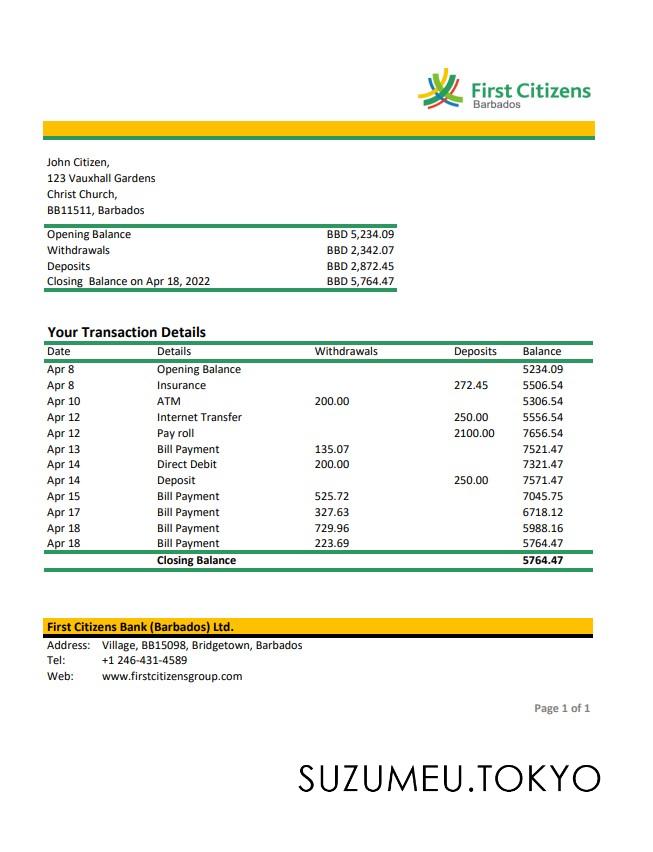 First Citizens
Barbados
John Citizen,
123 Vauxhall Gardens
Christ Church,
BB11511, Barbados
Opening Balance BBD 5,234.09
Withdrawals BBD 2,342.07
Deposits BBD 2,872.45
Closing  Balance on Apr 18, 2022 BBD 5,764.47
Your Transaction Details
Date Details Withdrawals Deposits Balance
Apr 8 Opening Balance 5234.09
Apr 8 Insurance 272.45 5506.54
Apr 10 ATM 200.00 5306.54
Apr 12 Internet Transfer 250.00 5556.54
Apr 12 Pay roll 2100.00 7656.54
Apr 13 Bill Payment 135.07 7521.47
Apr 14 Direct Debit 200.00 7321.47
Apr 14 Deposit 250.00 7571.47
Apr 15 Bill Payment 525.72 7045.75
Apr 17 Bill Payment 327.63 6718.12
Apr 18 Bill Payment 729.96 5988.16
Apr 18 Bill Payment 223.69 5764.47
Closing Balance 5764.47
First Citizens Bank (Barbados) Ltd.
Address: Village, BB15098, Bridgetown, Barbados
Tel: +1 246-431-4589
Web: www.firstcitizensgroup.com
Page 1 of 1
SUZUMEU.TOKYO